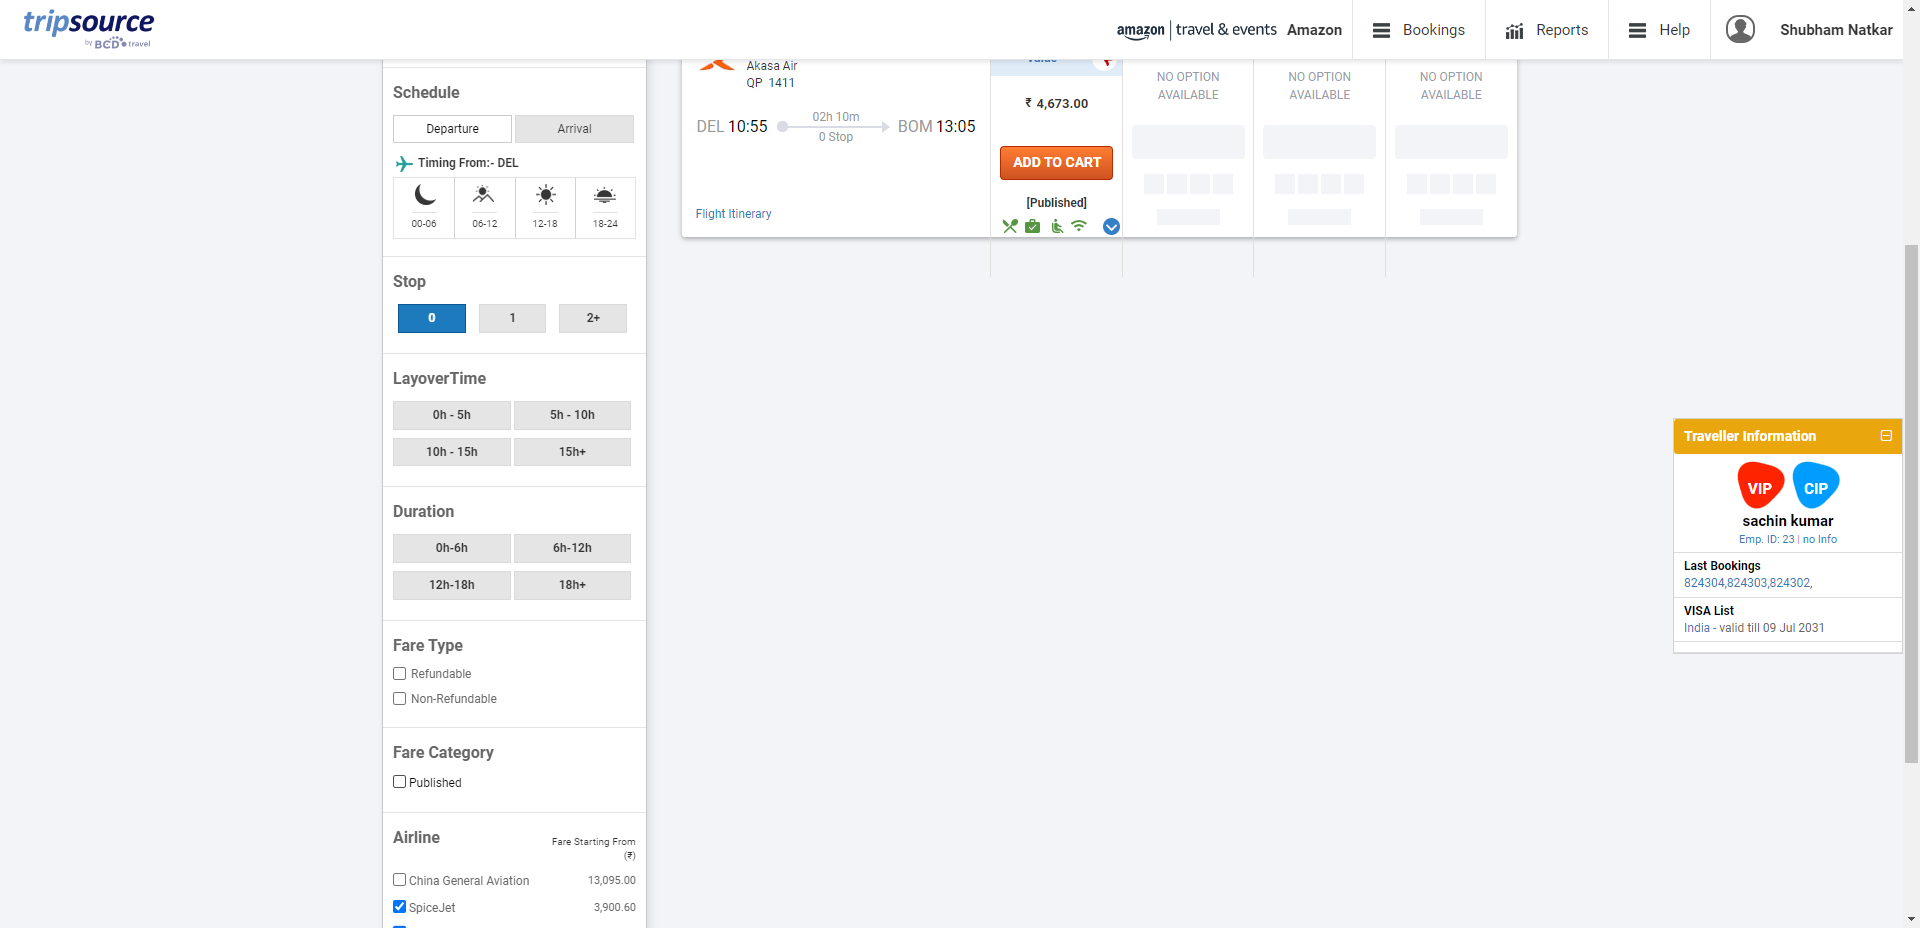 tripsource
by BCD travel
amazon | travel & events Amazon
Bookings
Reports
Help
Shubham Natkar
Schedule
Departure
Arrival
Timing From:- DEL
00-06
06-12
12-18
18-24
Stop
0
1
2+
LayoverTime
0h - 5h
5h - 10h
10h - 15h
15h+
Duration
0h-6h
6h-12h
12h-18h
18h+
Fare Type
Refundable
Non-Refundable
Fare Category
Published
Airline
Fare Starting From
(₹)
China General Aviation
13,095.00
SpiceJet
3,900.60
Akasa Air
QP 1411
DEL 10:55
02h 10m
0 Stop
BOM 13:05
Flight Itinerary
Value
₹ 4,673.00
ADD TO CART
[Published]
NO OPTION
AVAILABLE
NO OPTION
AVAILABLE
NO OPTION
AVAILABLE
Traveller Information
VIP
CIP
sachin kumar
Emp. ID: 23 | no Info
Last Bookings
824304,824303,824302,
VISA List
India - valid till 09 Jul 2031